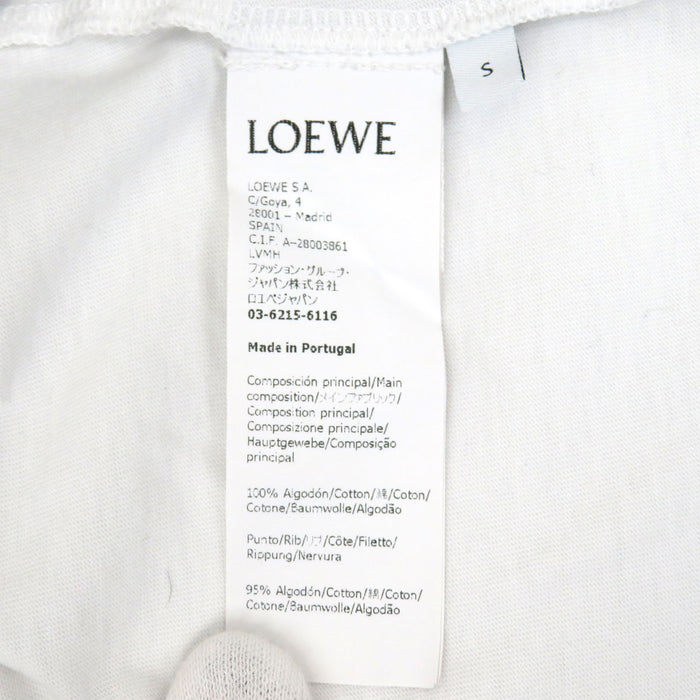 S
LOEWE
LOEWE S.A.
C/Goya, 4
28001 – Madrid
SPAIN
C.I.F. A-28003861
LVMH
ファッション・グループ・
ジャパン株式会社
ロエベジャパン
03-6215-6116
Made in Portugal
Composición principal/Main
composition/メインファブリック/
Composition principal/
Composizione principale/
Hauptgewebe/Composição
principal
100% Algodón/Cotton/綿/Coton/
Cotone/Baumwolle/Algodão
Punto/Rib/リブ/Côte/Filetto/
Rippung/Nervura
95% Algodón/Cotton/綿/Coton/
Cotone/Baumwolle/Algodão